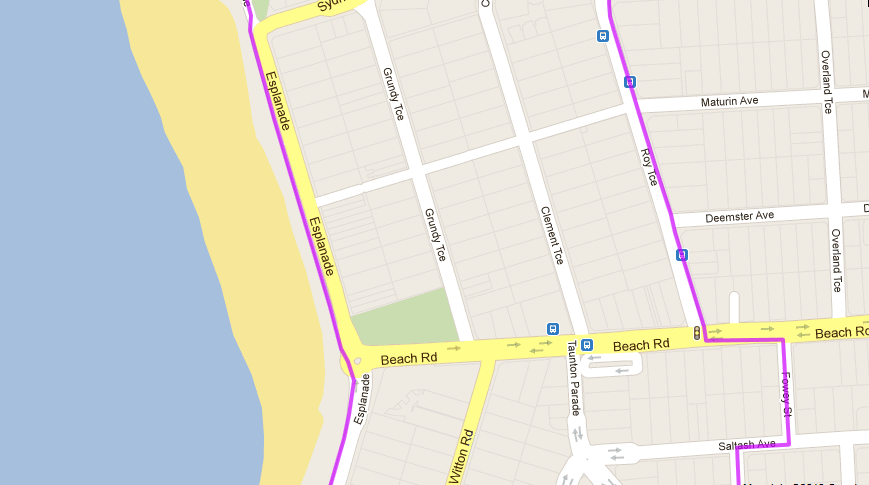 Esplanade
Grundy Tce
Maturin Ave
Overland Tce
Roy Tce
Esplanade
Grundy Tce
Clement Tce
Deemster Ave
Overland Tce
Beach Rd
Beach Rd
Beach Rd
Esplanade
Taunton Parade
Fowey St
Witton Rd
Saltash Ave